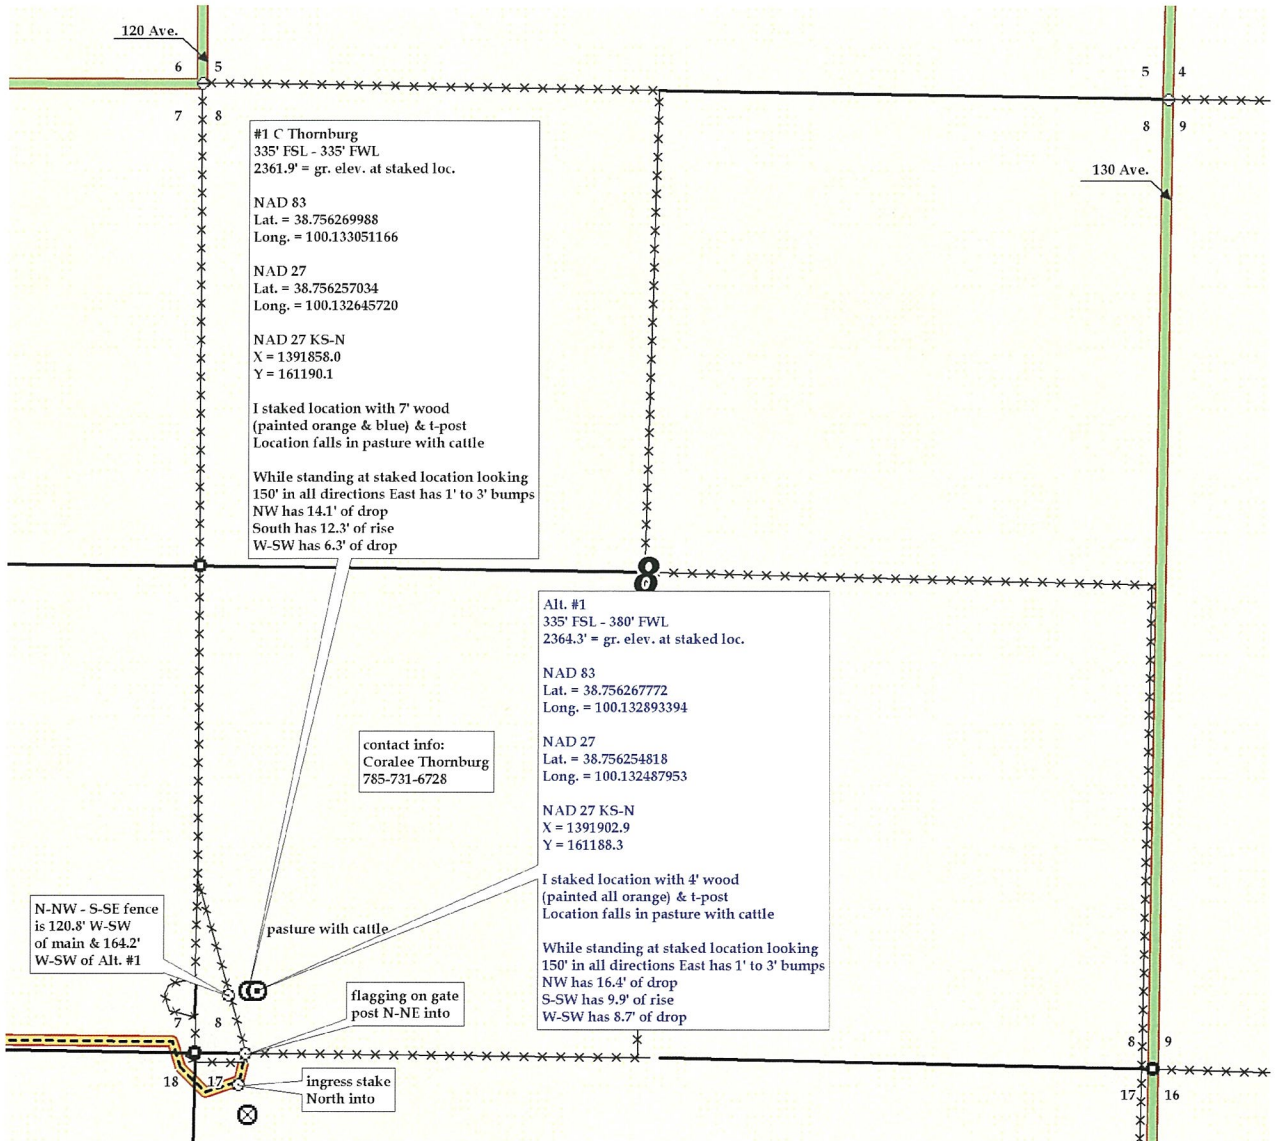 120 Ave.
6 5
5 4
7 8
8 9
130 Ave.
#1 C Thornburg
335' FSL - 335' FWL
2361.9' = gr. elev. at staked loc.
NAD 83
Lat. = 38.756269988
Long. = 100.133051166
NAD 27
Lat. = 38.756257034
Long. = 100.132645720
NAD 27 KS-N
X = 1391858.0
Y = 161190.1
I staked location with 7' wood
(painted orange & blue) & t-post
Location falls in pasture with cattle
While standing at staked location looking
150' in all directions East has 1' to 3' bumps
NW has 14.1' of drop
South has 12.3' of rise
W-SW has 6.3' of drop
8
Alt. #1
335' FSL - 380' FWL
2364.3' = gr. elev. at staked loc.
NAD 83
Lat. = 38.756267772
Long. = 100.132893394
NAD 27
Lat. = 38.756254818
Long. = 100.132487953
NAD 27 KS-N
X = 1391902.9
Y = 161188.3
I staked location with 4' wood
(painted all orange) & t-post
Location falls in pasture with cattle
While standing at staked location looking
150' in all directions East has 1' to 3' bumps
NW has 16.4' of drop
S-SW has 9.9' of rise
W-SW has 8.7' of drop
contact info:
Coralee Thornburg
785-731-6728
N-NW - S-SE fence
is 120.8' W-SW
of main & 164.2'
W-SW of Alt. #1
pasture with cattle
flagging on gate
post N-NE into
7 8
8 9
18 17
ingress stake
North into
17 16